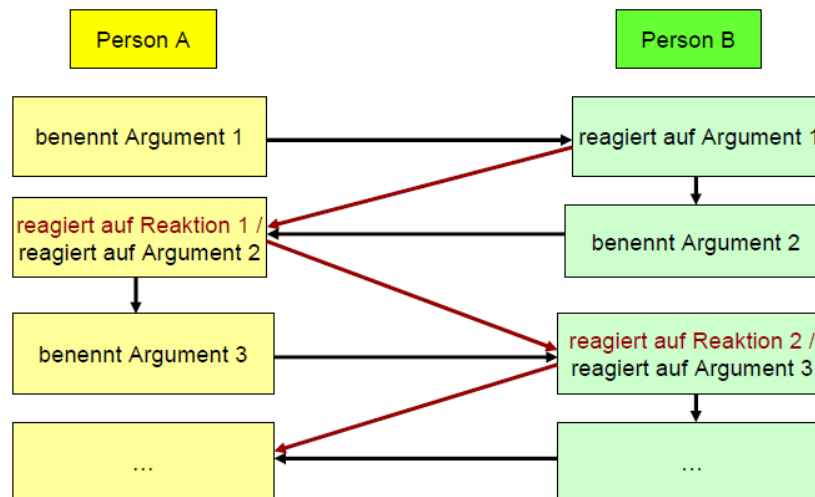 Person A
Person B
benennt Argument 1
reagiert auf Argument 1
reagiert auf Reaktion 1 /
reagiert auf Argument 2
benennt Argument 2
benennt Argument 3
reagiert auf Reaktion 2 /
reagiert auf Argument 3
...
...